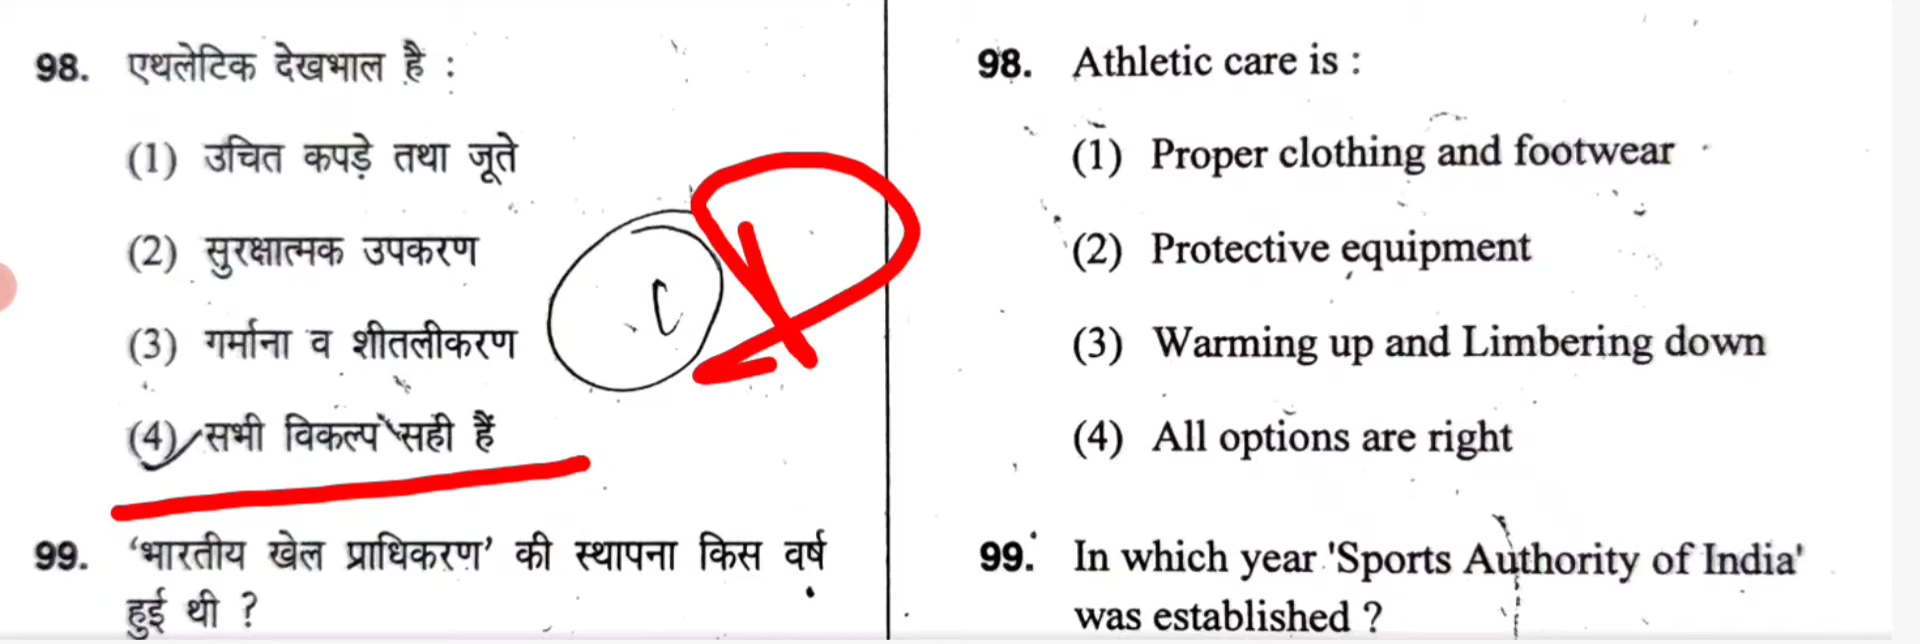 98. एथलेटिक देखभाल है :
(1) उचित कपड़े तथा जूते
(2) सुरक्षात्मक उपकरण
(3) गर्माना व शीतलीकरण
(4) सभी विकल्प सही हैं
99. ‘भारतीय खेल प्राधिकरण’ की स्थापना किस वर्ष
हुई थी ?
98. Athletic care is :
(1) Proper clothing and footwear
(2) Protective equipment
(3) Warming up and Limbering down
(4) All options are right
99. In which year 'Sports Authority of India'
was established ?